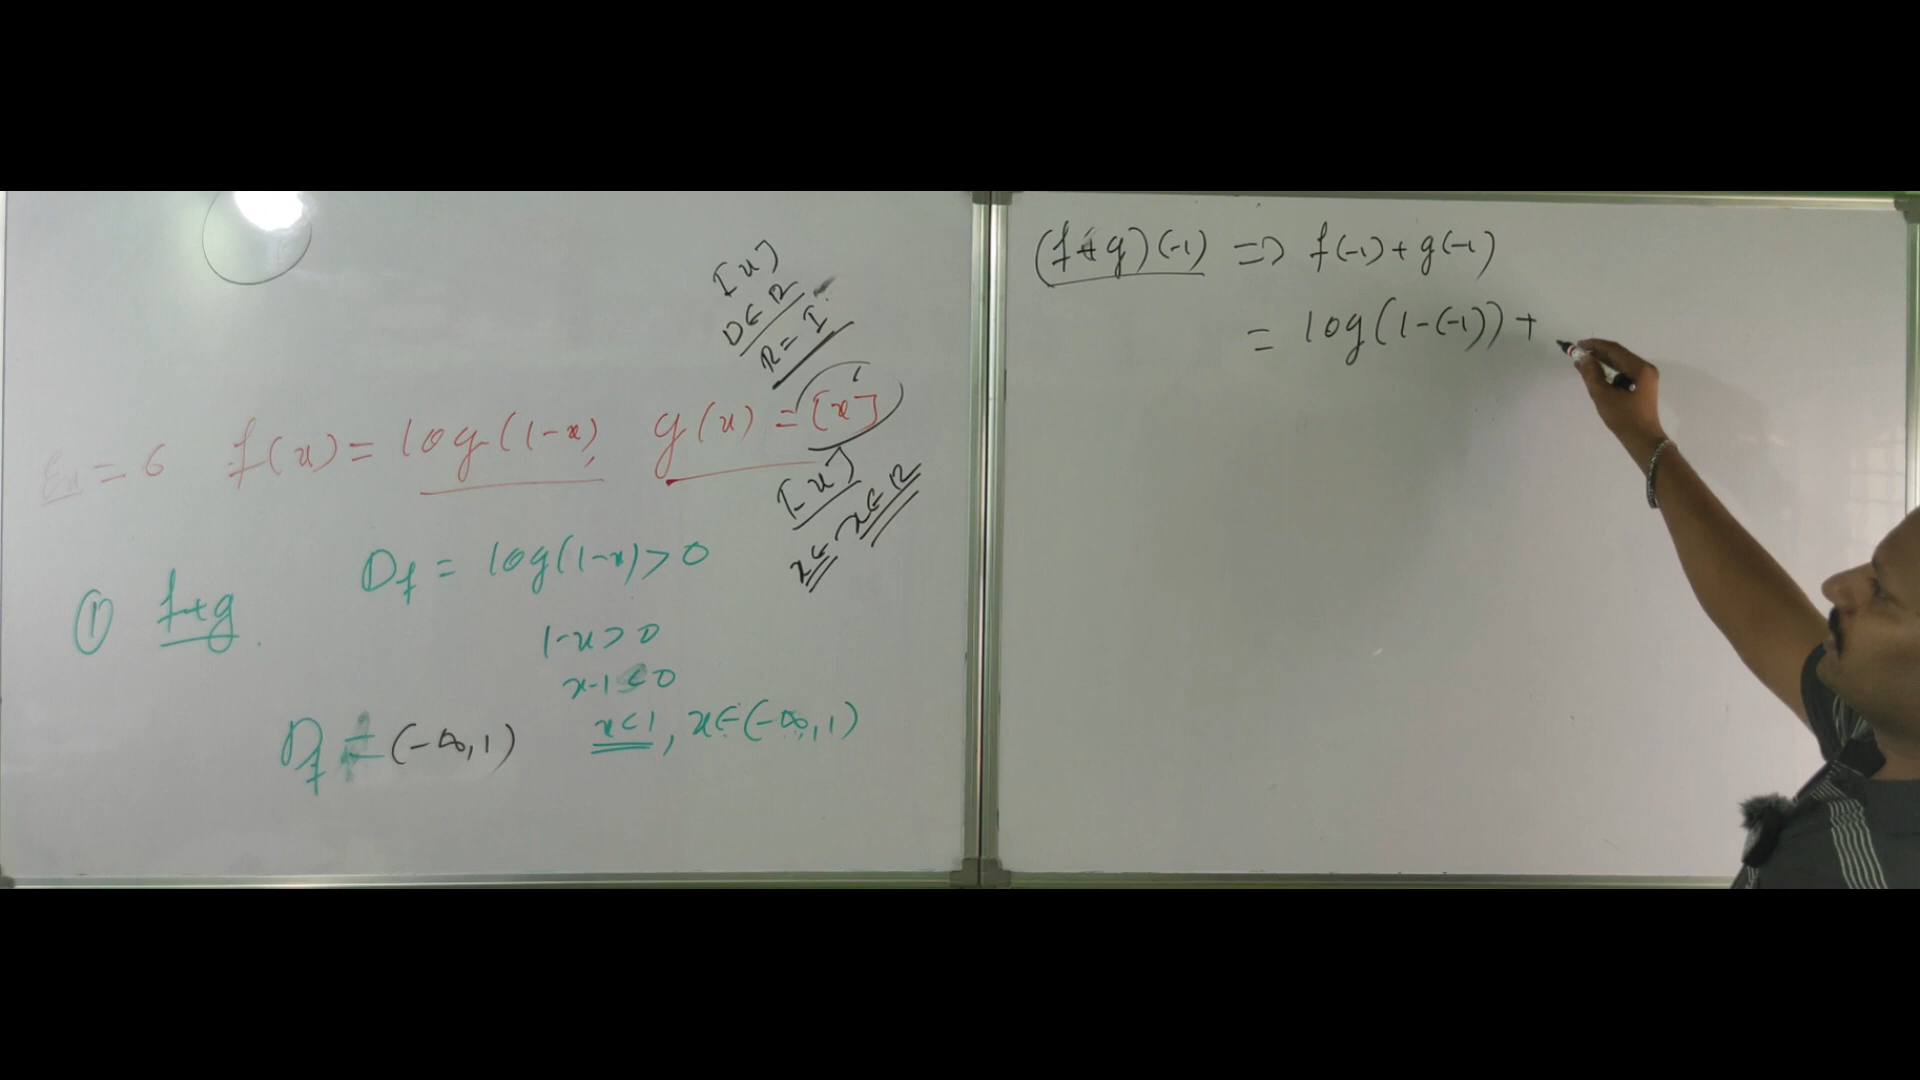 [x]
D∈R
R = I
Ex = 6 f(x) = log(1-x), g(x) = [x]
[x]
x∈ x∈R
① f+g.
Df = log(1-x) > 0
1-x > 0
x-1 < 0
x<1, x∈(-∞,1)
Df = (-∞,1)
(f+g)(-1) => f(-1)+g(-1)
= log(1-(-1)) +